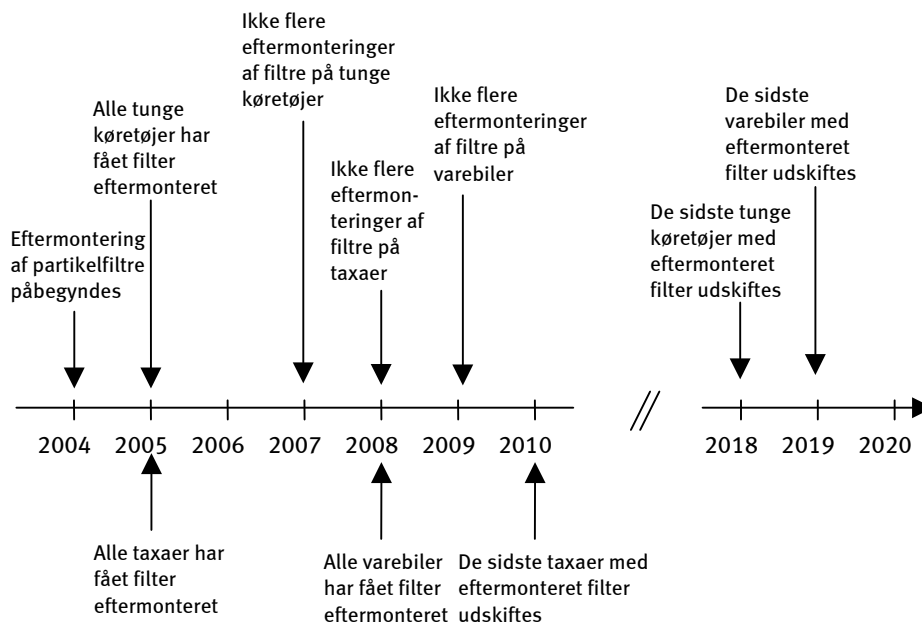 Ikke flere
eftermonteringer
af filtre på tunge
køretøjer
Alle tunge
køretøjer har
fået filter
eftermonteret
Ikke flere
eftermonteringer
af filtre på
varebiler
De sidste
varebiler med
eftermonteret
filter udskiftes
Ikke flere
eftermon-
teringer af
filtre på
taxaer
De sidste tunge
køretøjer med
eftermonteret
filter udskiftes
Eftermontering
af partikelfiltre
påbegyndes
2004 2005 2006 2007 2008 2009 2010 // 2018 2019 2020
Alle taxaer har
fået filter
eftermonteret
Alle varebiler
har fået filter
eftermonteret
De sidste taxaer med
eftermonteret filter
udskiftes